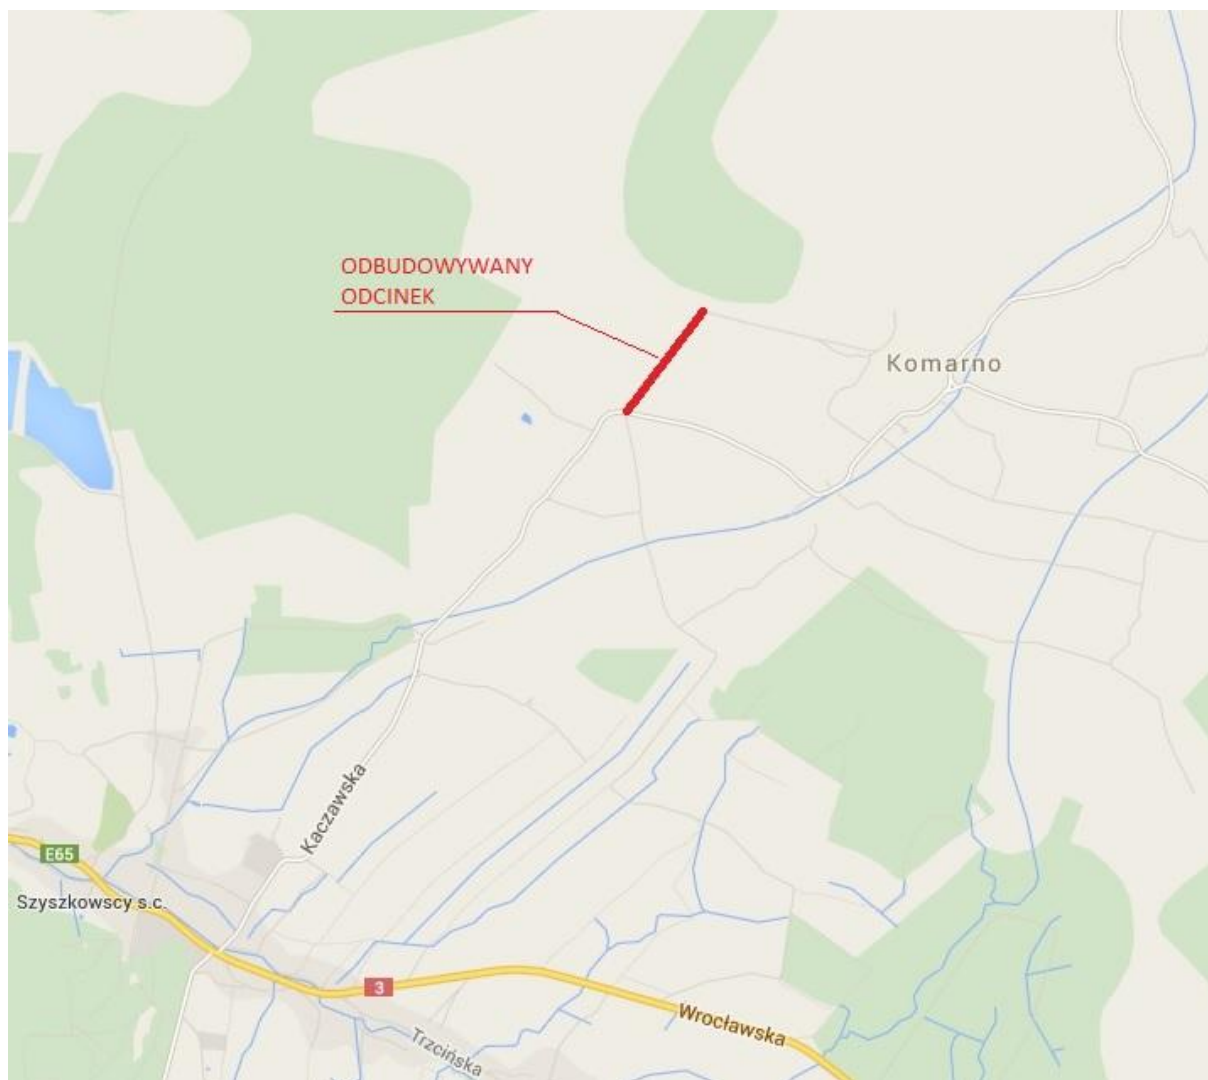 ODBUDOWYWANY
ODCINEK
Komarno
Kaczawska
E65
Szyszkowscy s.c.
3
Wrocławska
Trzcińska